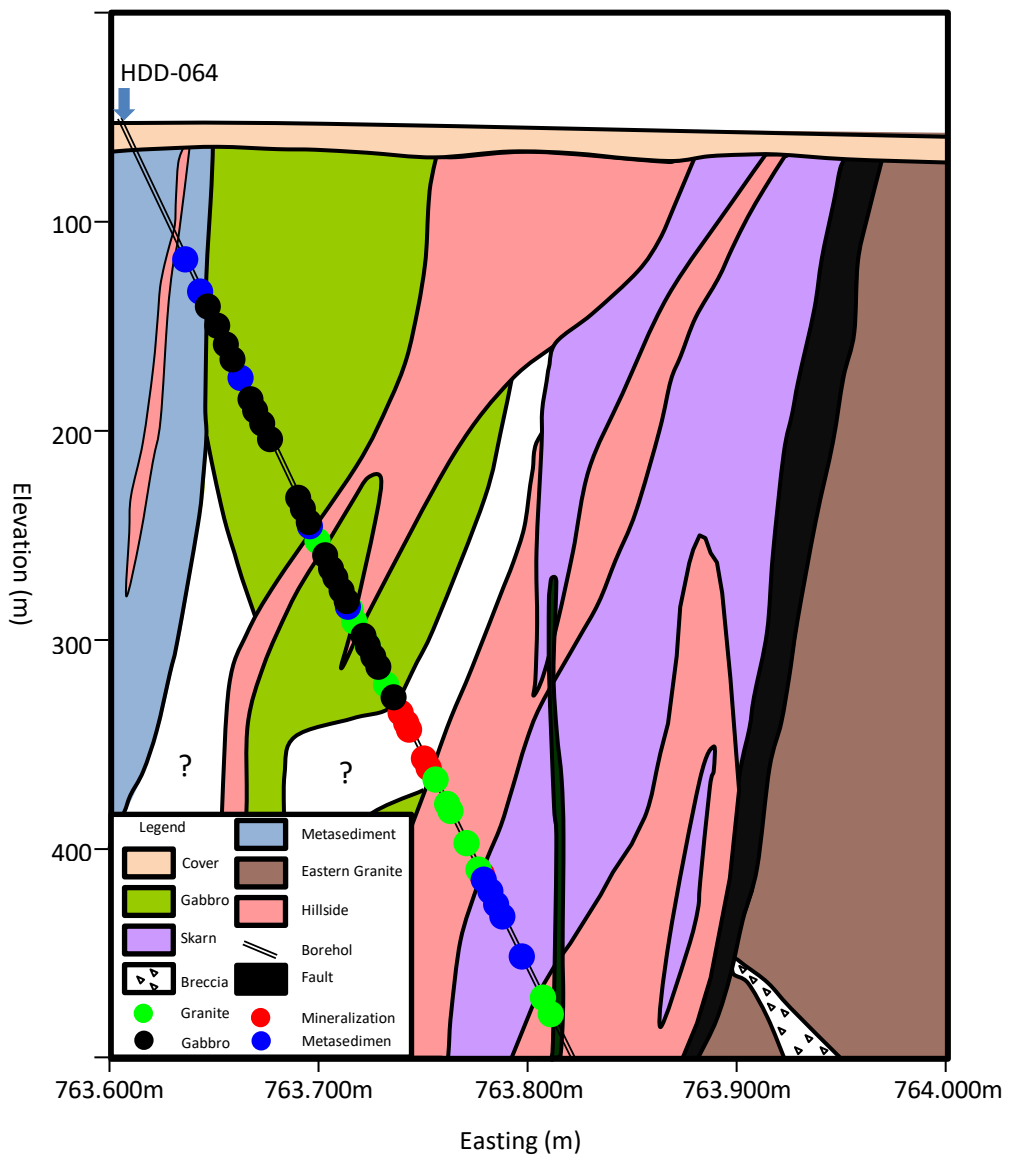 HDD-064
100
200
300
400
Elevation (m)
?
?
Legend
Cover
Gabbro
Skarn
Breccia
Granite
Gabbro
Metasediment
Eastern Granite
Hillside
Borehol
Fault
Mineralization
Metasedimen
763.600m
763.700m
763.800m
763.900m
764.000m
Easting (m)